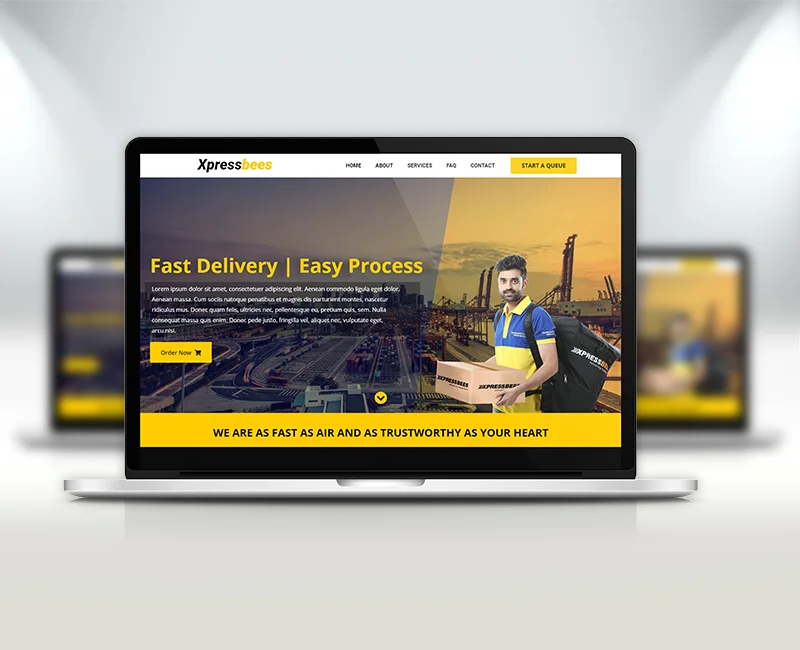 Xpressbees
HOME ABOUT SERVICES FAQ CONTACT START A QUEUE
Fast Delivery | Easy Process
Lorem ipsum dolor sit amet, consectetuer adipiscing elit. Aenean commodo ligula eget dolor.
Aenean massa. Cum sociis natoque penatibus et magnis dis parturient montes, nascetur
ridiculus mus. Donec quam felis, ultricies nec, pellentesque eu, pretium quis, sem. Nulla
consequat massa quis enim. Donec pede justo, fringilla vel, aliquet nec, vulputate eget,
arcu.nisi.
Order Now
XPRESSBEES
XPRESSBEES
WE ARE AS FAST AS AIR AND AS TRUSTWORTHY AS YOUR HEART